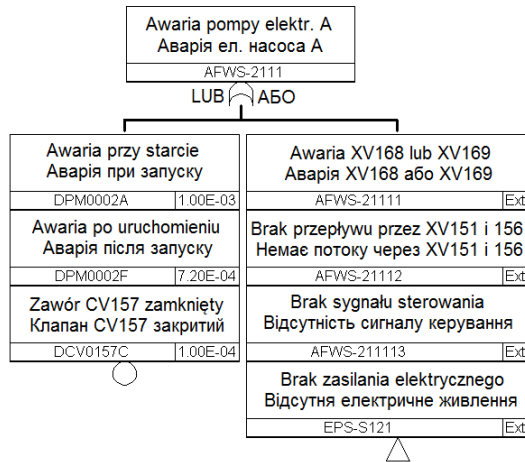 Awaria pompy elektr. A
Аварія ел. насоса А
AFWS-2111
LUB АБО
Awaria przy starcie
Аварія при запуску
DPM0002A 1.00E-03
Awaria po uruchomieniu
Аварія після запуску
DPM0002F 7.20E-04
Zawór CV157 zamknięty
Клапан CV157 закритий
DCV0157C 1.00E-04
Awaria XV168 lub XV169
Аварія XV168 або XV169
AFWS-21111 Ext
Brak przepływu przez XV151 i 156
Немає потоку через XV151 і 156
AFWS-21112 Ext
Brak sygnału sterowania
Відсутність сигналу керування
AFWS-211113 Ext
Brak zasilania elektrycznego
Відсутня електричне живлення
EPS-S121 Ext